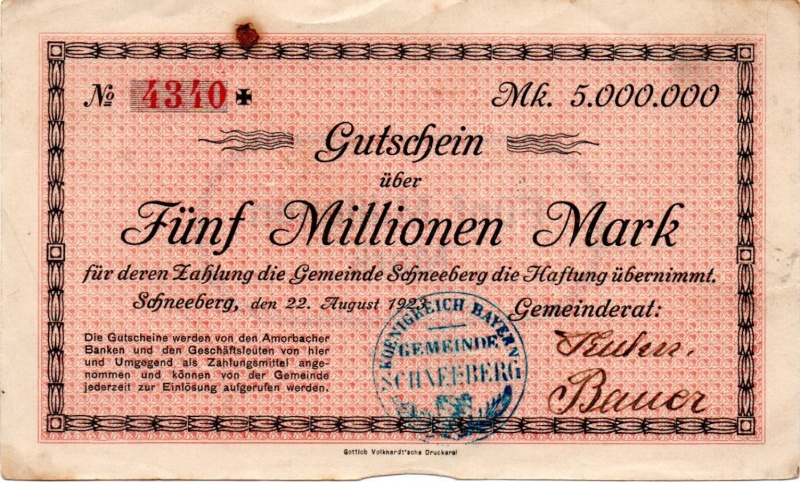 № 4340 Mk. 5.000.000
Gutschein
über
Fünf Millionen Mark
für deren Zahlung die Gemeinde Schneeberg die Haftung übernimmt.
Schneeberg, den 22. August 1923. Gemeinderat:
Die Gutscheine werden von den Amorbacher
Banken und den Geschäftsleuten von hier
und Umgegend als Zahlungsmittel ange-
nommen und können von der Gemeinde
jederzeit zur Einlösung aufgerufen werden.
KOENIGREICH BAYERN
GEMEINDE
SCHNEEBERG
Bauer
Gottlob Volkhardt'sche Druckerei